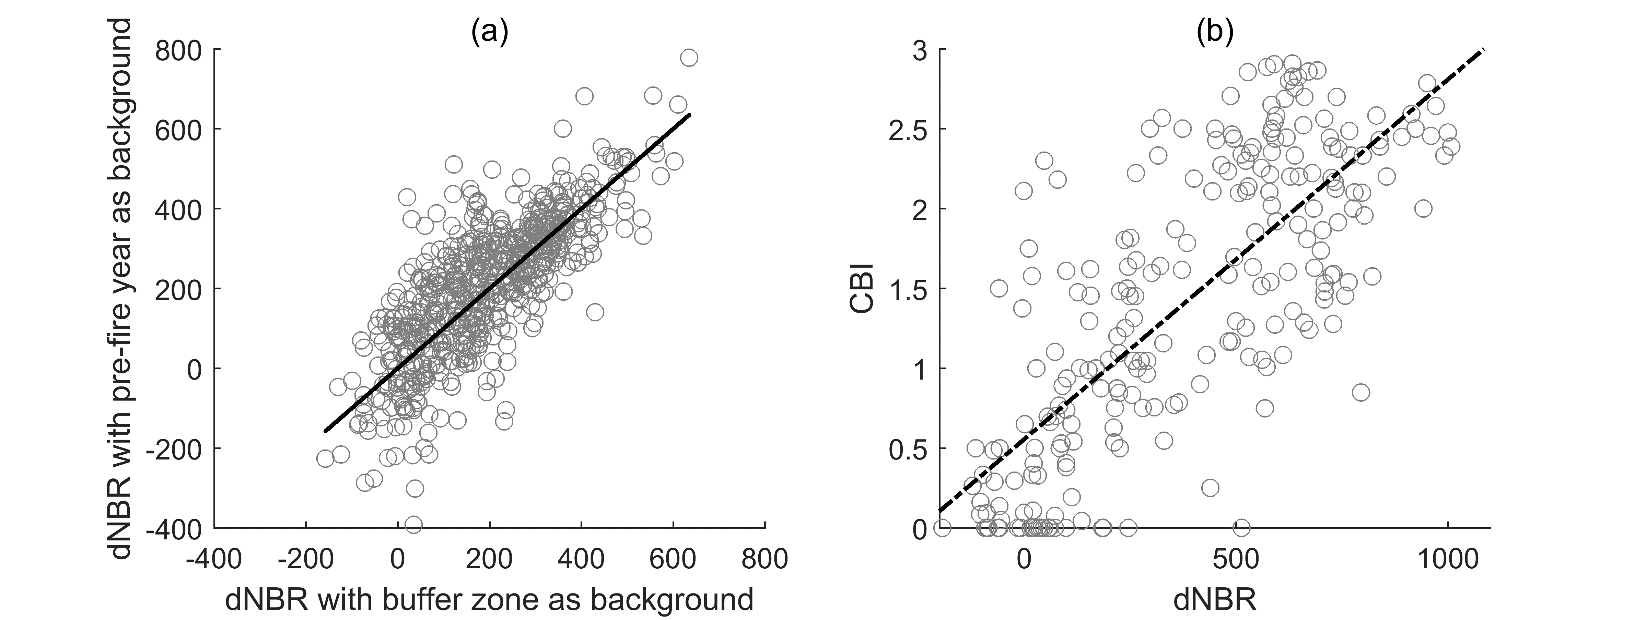 (a)
dNBR with pre-fire year as background
800
600
400
200
0
-200
-400
-400 -200 0 200 400 600 800
dNBR with buffer zone as background
(b)
CBI
3
2.5
2
1.5
1
0.5
0
0 500 1000
dNBR